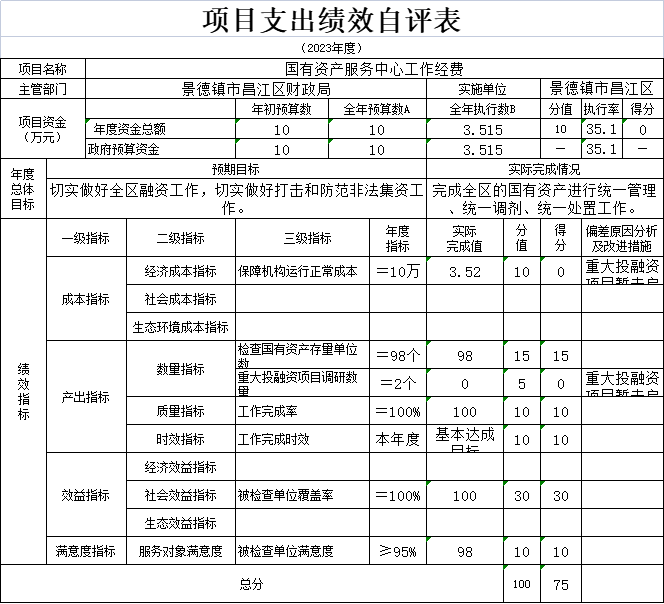 项目支出绩效自评表
（2023年度）
项目名称 国有资产服务中心工作经费
主管部门 景德镇市昌江区财政局 实施单位 景德镇市昌江区
项目资金（万元） 年初预算数 全年预算数A 全年执行数B 分值 执行率 得分
年度资金总额 10 10 3.515 10 35.1 0
政府预算资金 10 10 3.515 — 35.1 —
年度总体目标 预期目标 实际完成情况
切实做好全区融资工作，切实做好打击和防范非法集资工作。 完成全区的国有资产进行统一管理、统一调剂、统一处置工作。
绩效指标 一级指标 二级指标 三级指标 年度指标 实际完成值 分值 得分 偏差原因分析及改进措施
成本指标 经济成本指标 保障机构运行正常成本 ＝10万 3.52 10 0 重大投融资项目暂未启
社会成本指标
生态环境成本指标
产出指标 数量指标 检查国有资产存量单位数 ＝98个 98 15 15
重大投融资项目调研数量 ＝2个 0 5 0 重大投融资项目暂未启
质量指标 工作完成率 ＝100% 100 10 10
时效指标 工作完成时效 本年度 基本达成目标 10 10
效益指标 经济效益指标
社会效益指标 被检查单位覆盖率 ＝100% 100 30 30
生态效益指标
满意度指标 服务对象满意度 被检查单位满意度 ≥95% 98 10 10
总分 100 75